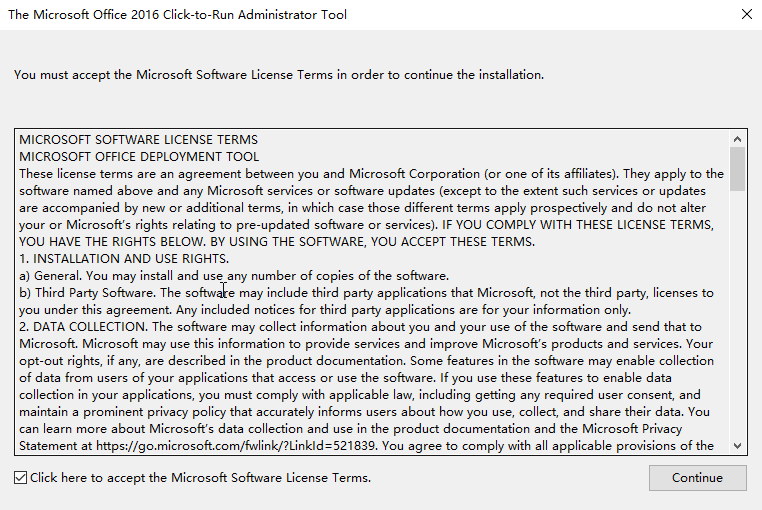 The Microsoft Office 2016 Click-to-Run Administrator Tool
You must accept the Microsoft Software License Terms in order to continue the installation.
MICROSOFT SOFTWARE LICENSE TERMS
MICROSOFT OFFICE DEPLOYMENT TOOL
These license terms are an agreement between you and Microsoft Corporation (or one of its affiliates). They apply to the
software named above and any Microsoft services or software updates (except to the extent such services or updates
are accompanied by new or additional terms, in which case those different terms apply prospectively and do not alter
your or Microsoft’s rights relating to pre-updated software or services). IF YOU COMPLY WITH THESE LICENSE TERMS,
YOU HAVE THE RIGHTS BELOW. BY USING THE SOFTWARE, YOU ACCEPT THESE TERMS.
1. INSTALLATION AND USE RIGHTS.
a) General. You may install and use any number of copies of the software.
b) Third Party Software. The software may include third party applications that Microsoft, not the third party, licenses to
you under this agreement. Any included notices for third party applications are for your information only.
2. DATA COLLECTION. The software may collect information about you and your use of the software and send that to
Microsoft. Microsoft may use this information to provide services and improve Microsoft’s products and services. Your
opt-out rights, if any, are described in the product documentation. Some features in the software may enable collection
of data from users of your applications that access or use the software. If you use these features to enable data
collection in your applications, you must comply with applicable law, including getting any required user consent, and
maintain a prominent privacy policy that accurately informs users about how you use, collect, and share their data. You
can learn more about Microsoft’s data collection and use in the product documentation and the Microsoft Privacy
Statement at https://go.microsoft.com/fwlink/?LinkId=521839. You agree to comply with all applicable provisions of the
Click here to accept the Microsoft Software License Terms.
Continue